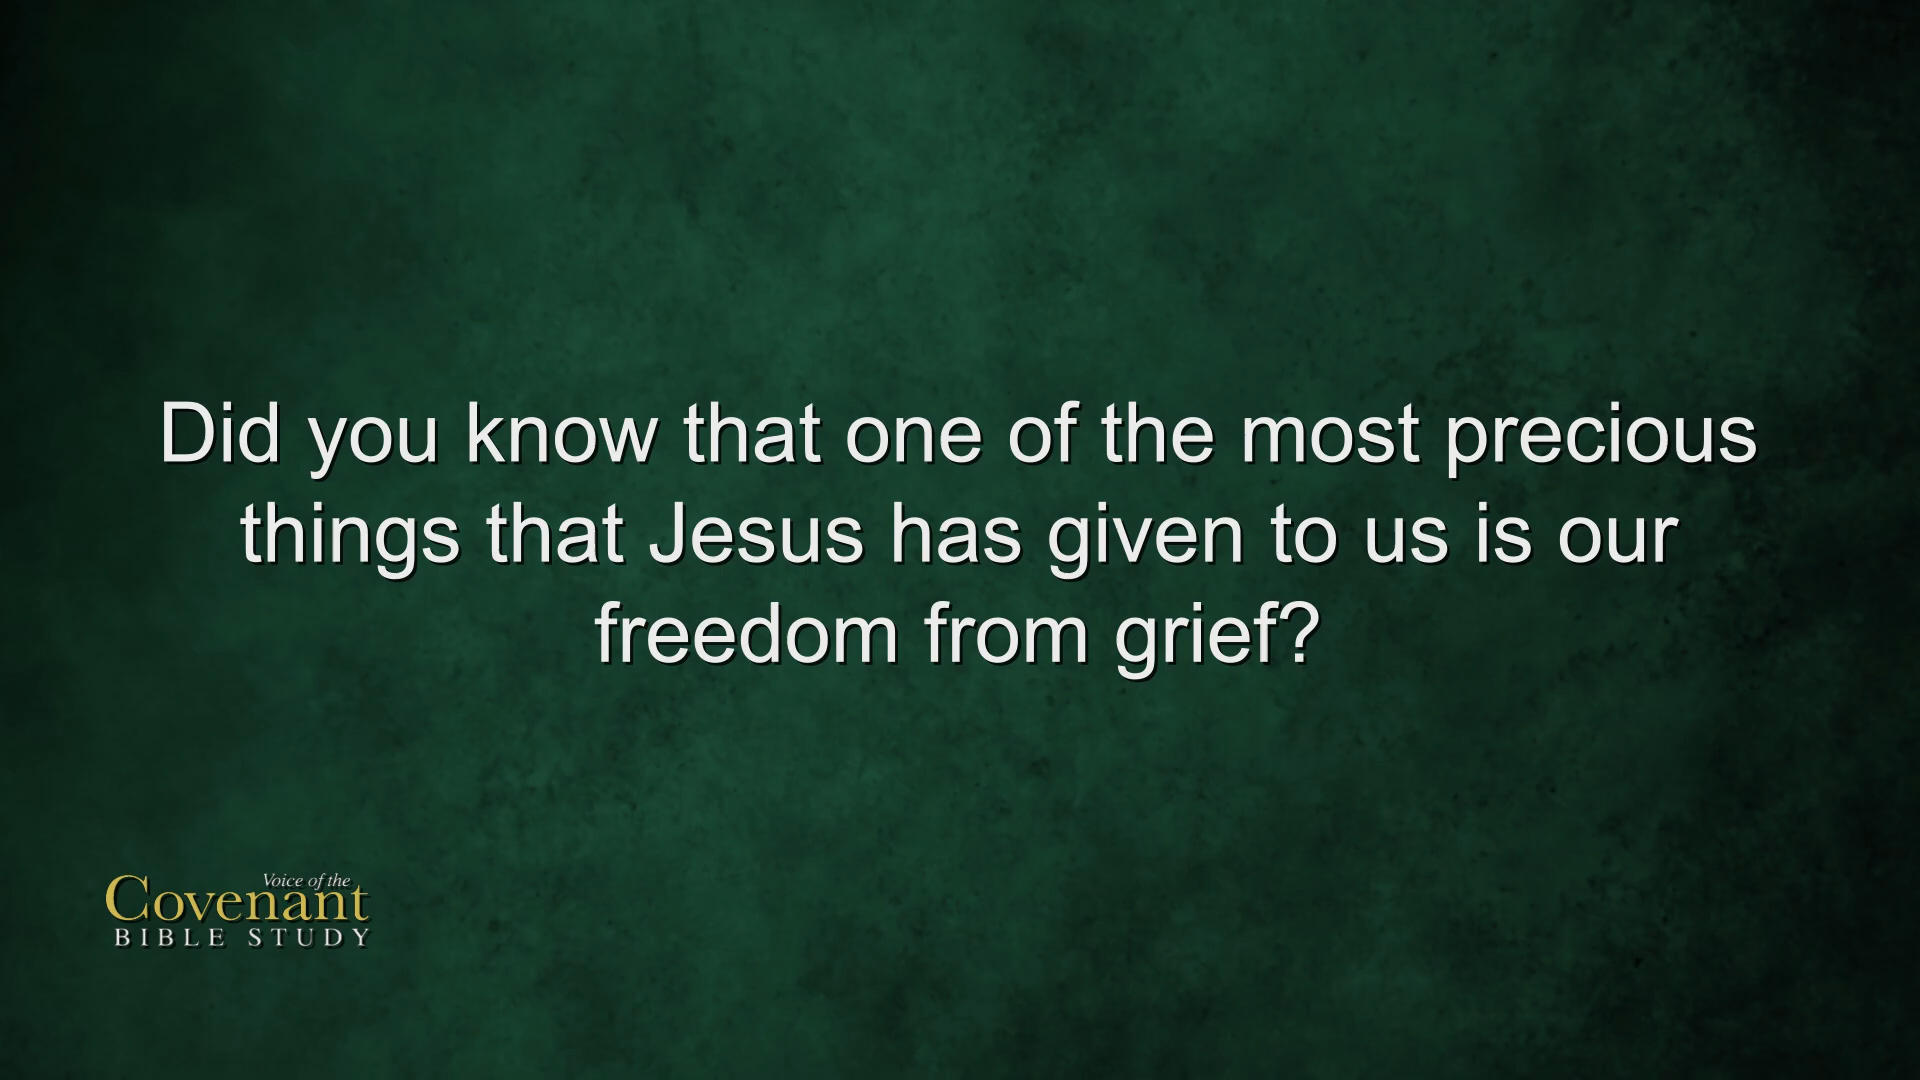 Did you know that one of the most precious
things that Jesus has given to us is our
freedom from grief?
Voice of the
Covenant
BIBLE STUDY